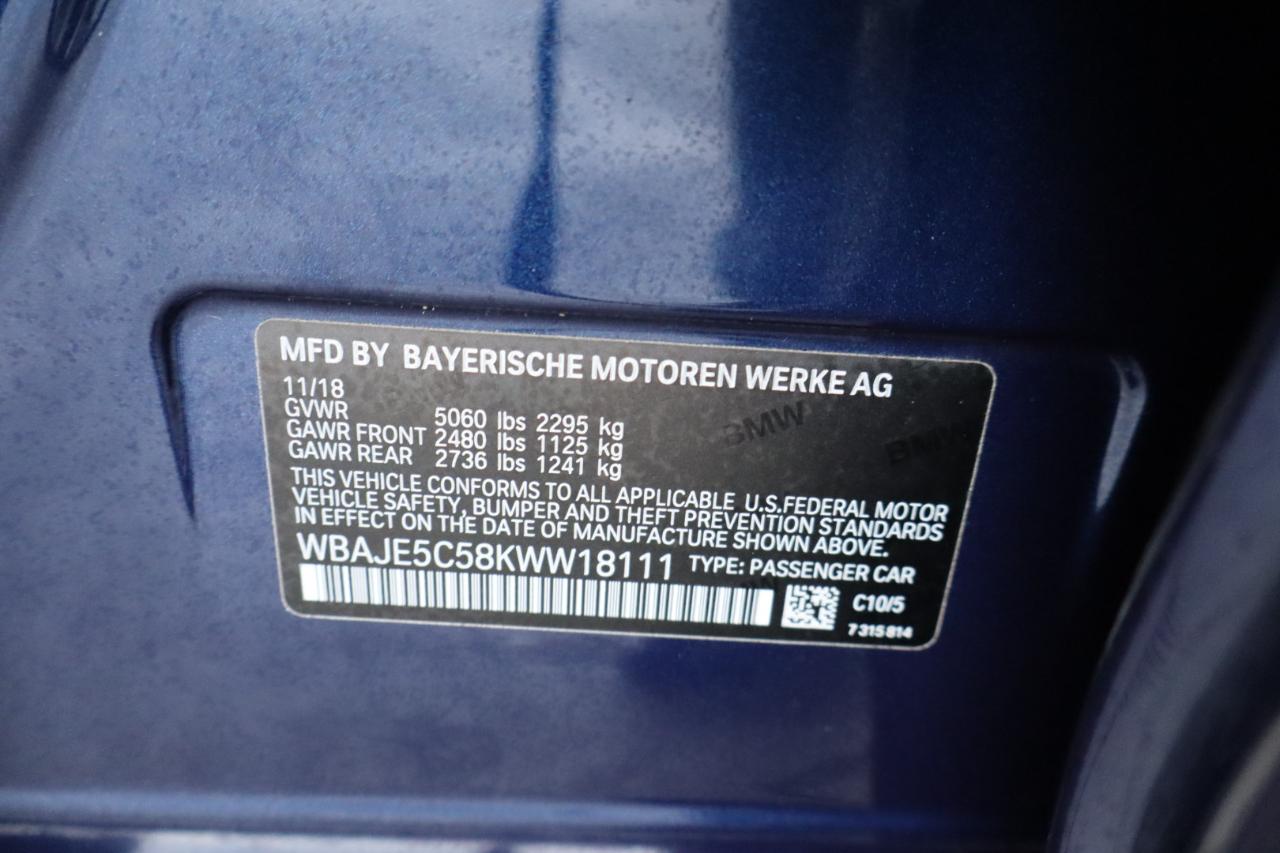 MFD BY BAYERISCHE MOTOREN WERKE AG
11/18
GVWR 5060 lbs 2295 kg
GAWR FRONT 2480 lbs 1125 kg
GAWR REAR 2736 lbs 1241 kg
THIS VEHICLE CONFORMS TO ALL APPLICABLE U.S.FEDERAL MOTOR
VEHICLE SAFETY, BUMPER AND THEFT PREVENTION STANDARDS
IN EFFECT ON THE DATE OF MANUFACTURE SHOWN ABOVE.
WBAJE5C58KWW18111 TYPE: PASSENGER CAR
C10/5
7315814
BMW
BMW